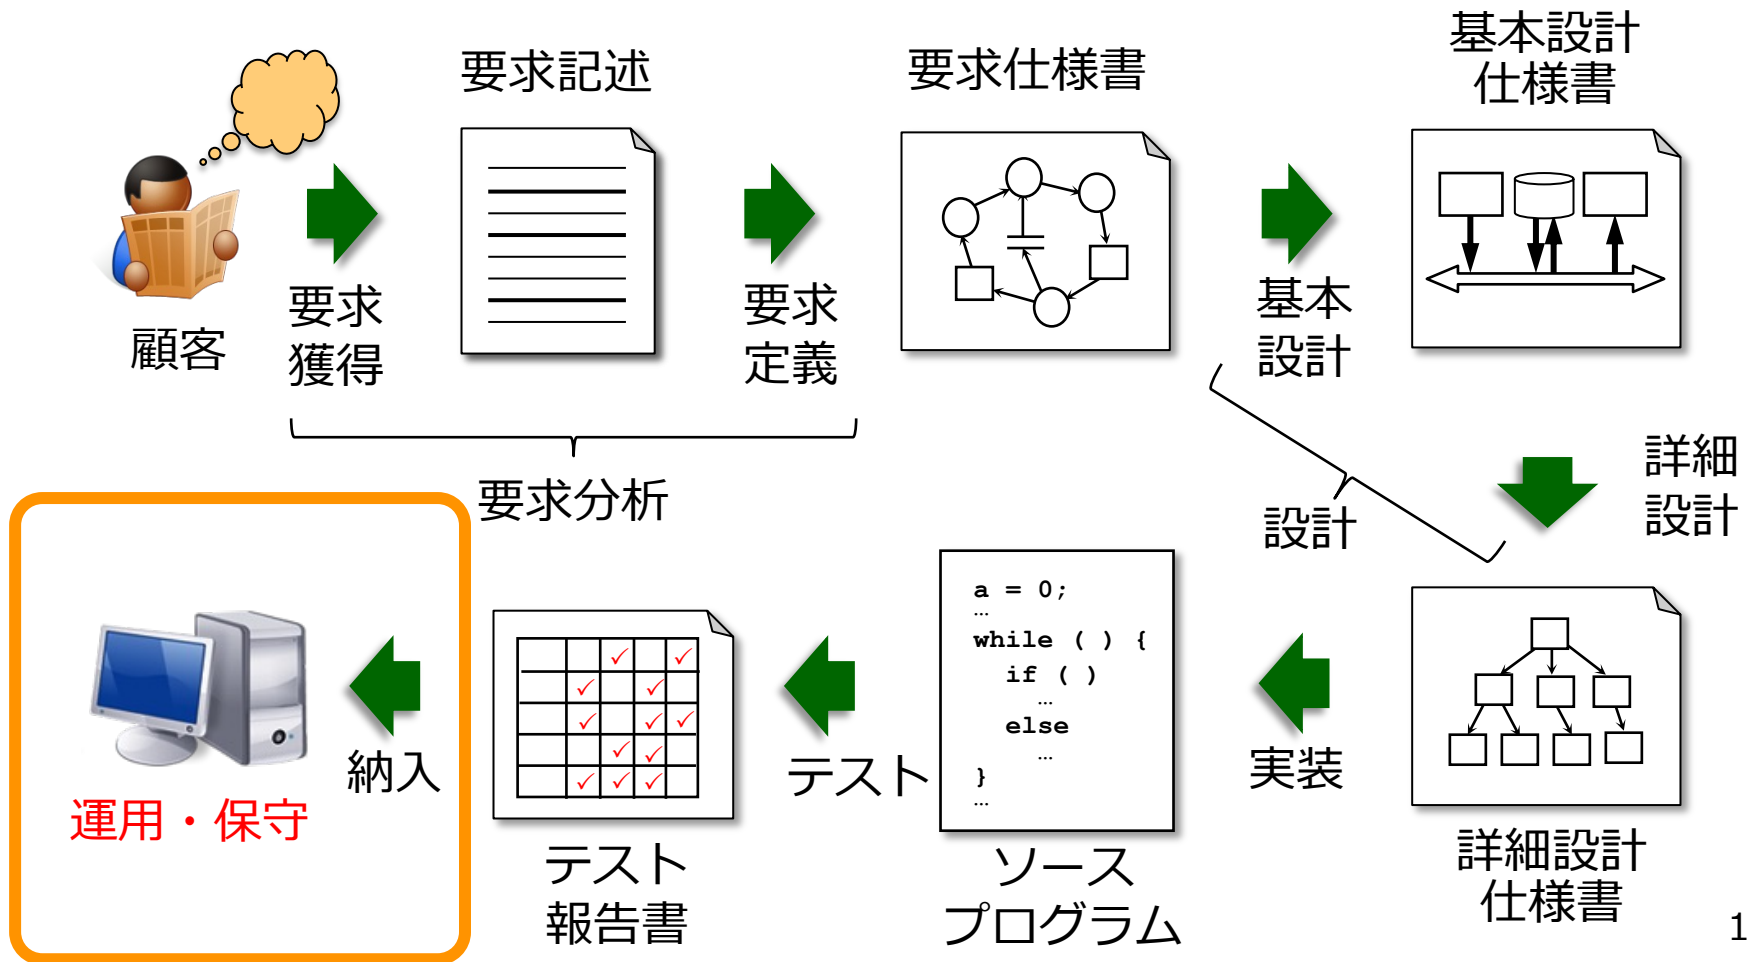 要求記述
要求仕様書
基本設計
仕様書
顧客
要求
獲得
要求
定義
基本
設計
要求分析
設計
詳細
設計
a = 0;
…
while ( ) {
if ( )
…
else
…
}
…
納入
運用・保守
テスト
実装
テスト
報告書
ソース
プログラム
詳細設計
仕様書
1